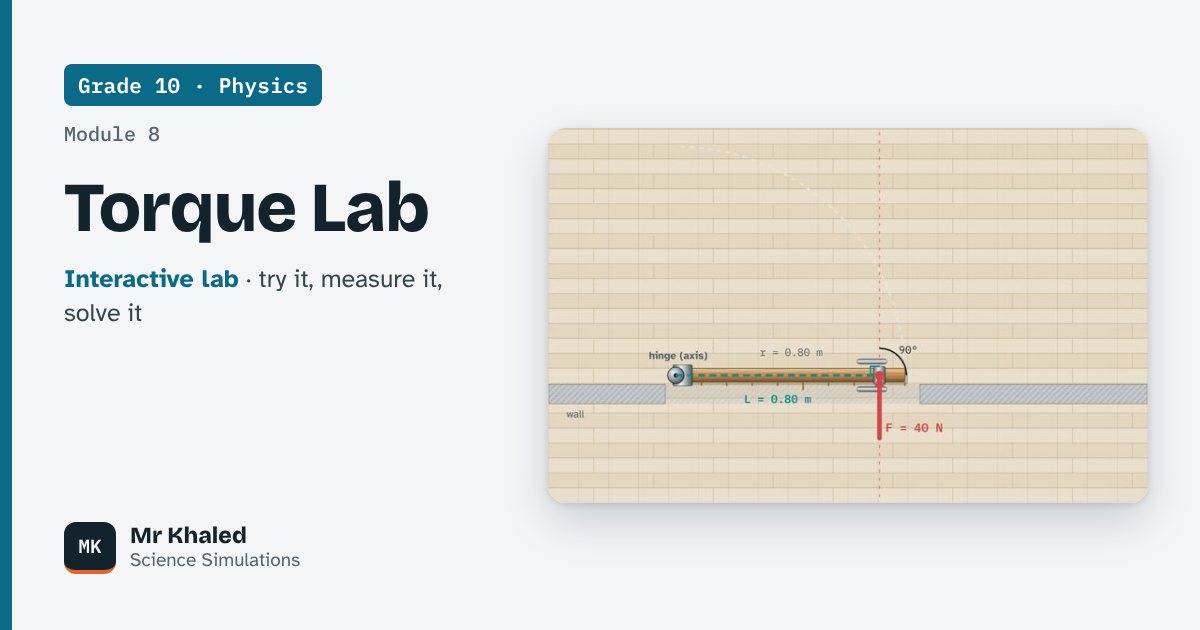 Grade 10 · Physics
Module 8
Torque Lab
Interactive lab · try it, measure it,
solve it
MK
Mr Khaled
Science Simulations
hinge (axis)
r = 0.80 m
90°
L = 0.80 m
wall
F = 40 N